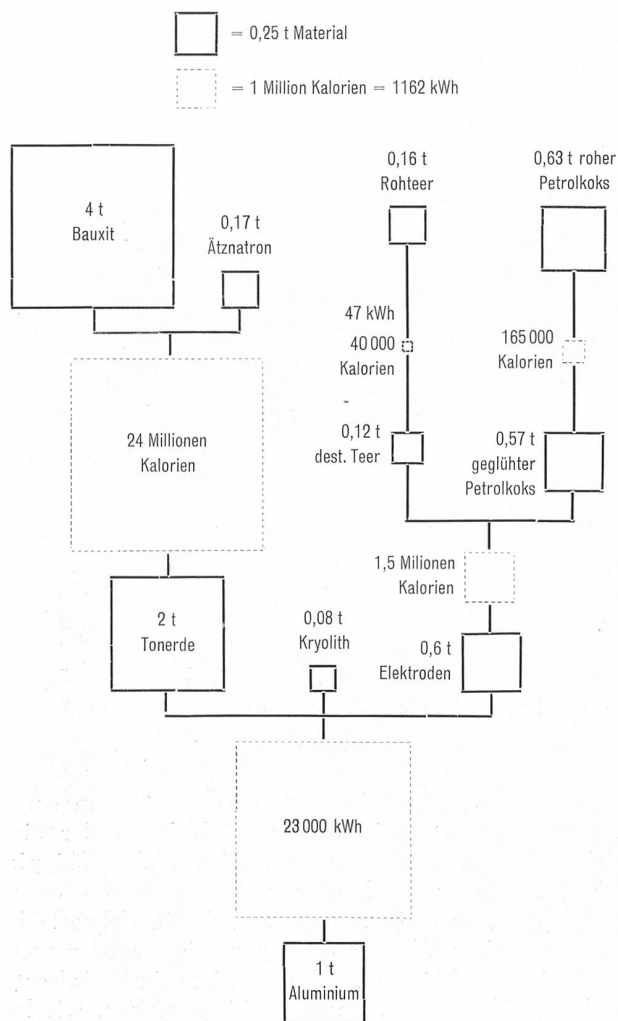 = 0,25 t Material
= 1 Million Kalorien = 1162 kWh
4 t
Bauxit
0,17 t
Ätznatron
0,16 t
Rohteer
0,63 t roher
Petrolkoks
47 kWh
40 000
Kalorien
165 000
Kalorien
24 Millionen
Kalorien
0,12 t
dest. Teer
0,57 t
geglühter
Petrolkoks
1,5 Milionen
Kalorien
2 t
Tonerde
0,08 t
Kryolith
0,6 t
Elektroden
23 000 kWh
1 t
Aluminium